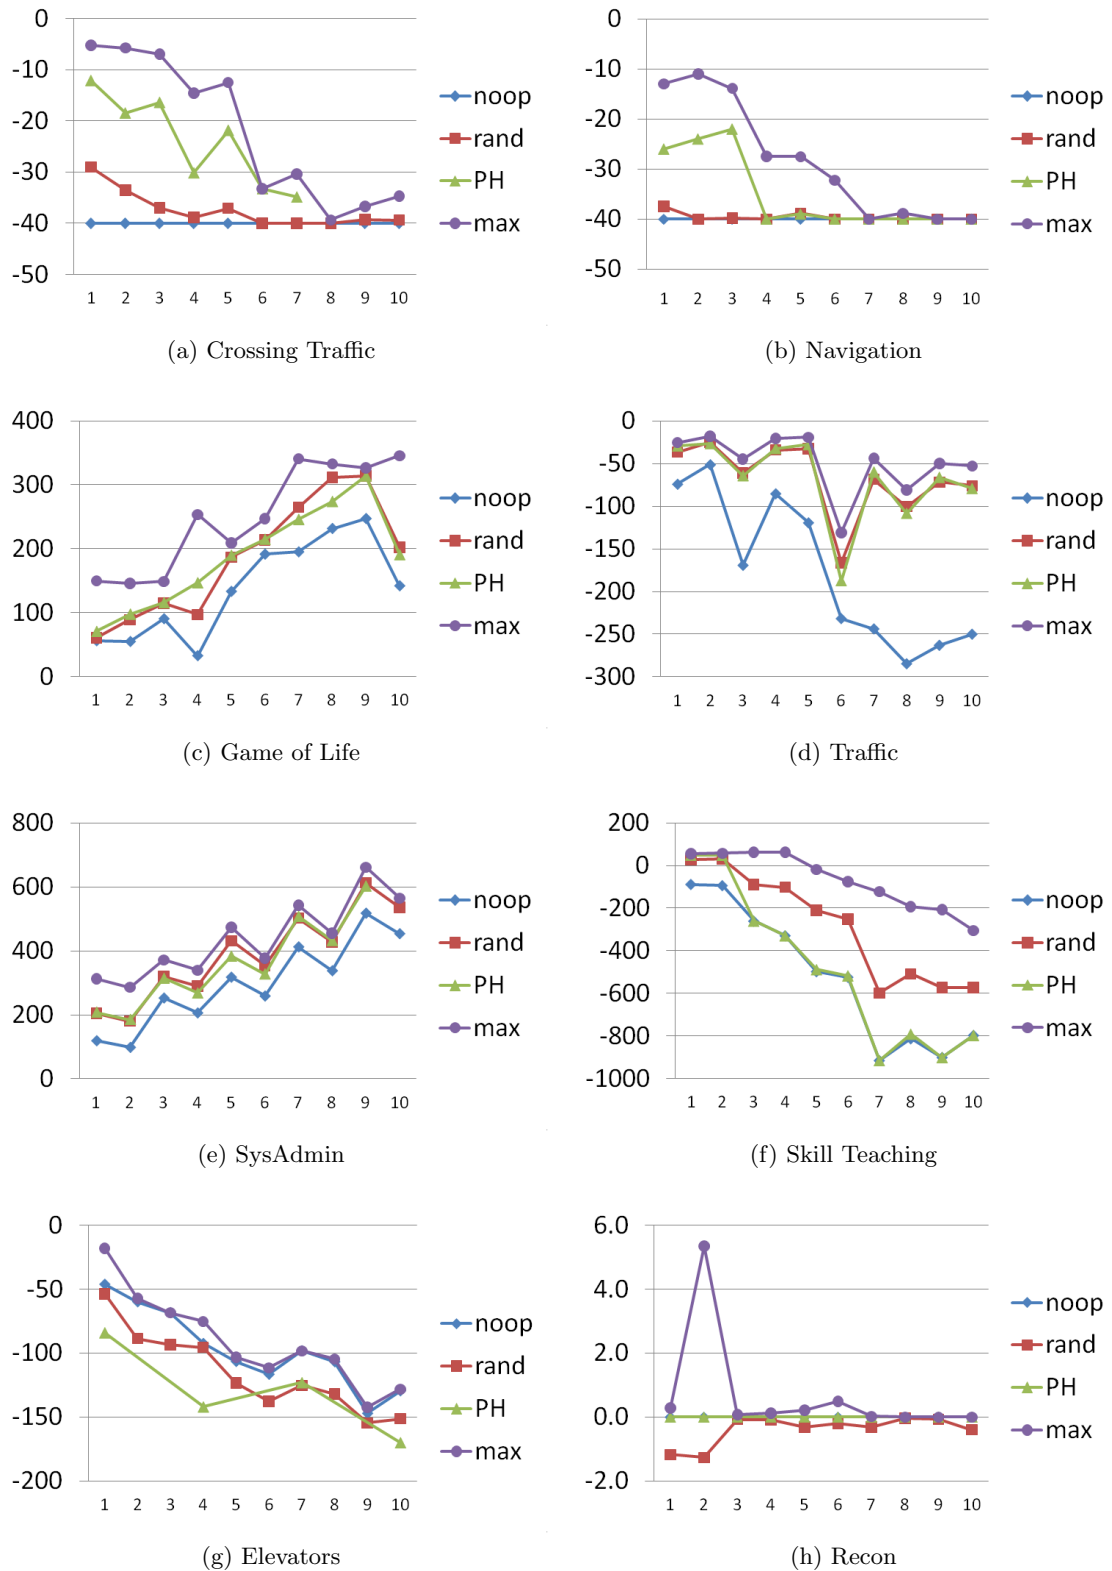 0
-10
-20
-30
-40
-50
1 2 3 4 5 6 7 8 9 10
noop
rand
PH
max
(a) Crossing Traffic
0
-10
-20
-30
-40
-50
1 2 3 4 5 6 7 8 9 10
noop
rand
PH
max
(b) Navigation
400
300
200
100
0
1 2 3 4 5 6 7 8 9 10
noop
rand
PH
max
(c) Game of Life
0
-50
-100
-150
-200
-250
-300
1 2 3 4 5 6 7 8 9 10
noop
rand
PH
max
(d) Traffic
800
600
400
200
0
1 2 3 4 5 6 7 8 9 10
noop
rand
PH
max
(e) SysAdmin
200
0
-200
-400
-600
-800
-1000
1 2 3 4 5 6 7 8 9 10
noop
rand
PH
max
(f) Skill Teaching
0
-50
-100
-150
-200
1 2 3 4 5 6 7 8 9 10
noop
rand
PH
max
(g) Elevators
6.0
4.0
2.0
0.0
-2.0
1 2 3 4 5 6 7 8 9 10
noop
rand
PH
max
(h) Recon